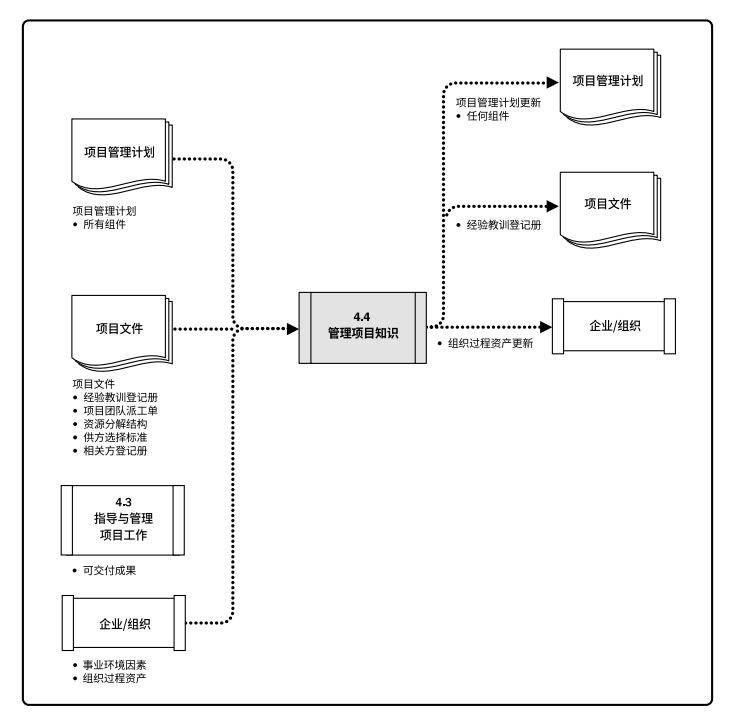 项目管理计划
项目管理计划
• 所有组件
项目文件
项目文件
• 经验教训登记册
• 项目团队派工单
• 资源分解结构
• 供方选择标准
• 相关方登记册
4.3
指导与管理
项目工作
• 可交付成果
企业/组织
• 事业环境因素
• 组织过程资产
4.4
管理项目知识
项目管理计划
项目管理计划更新
• 任何组件
项目文件
• 经验教训登记册
企业/组织
• 组织过程资产更新